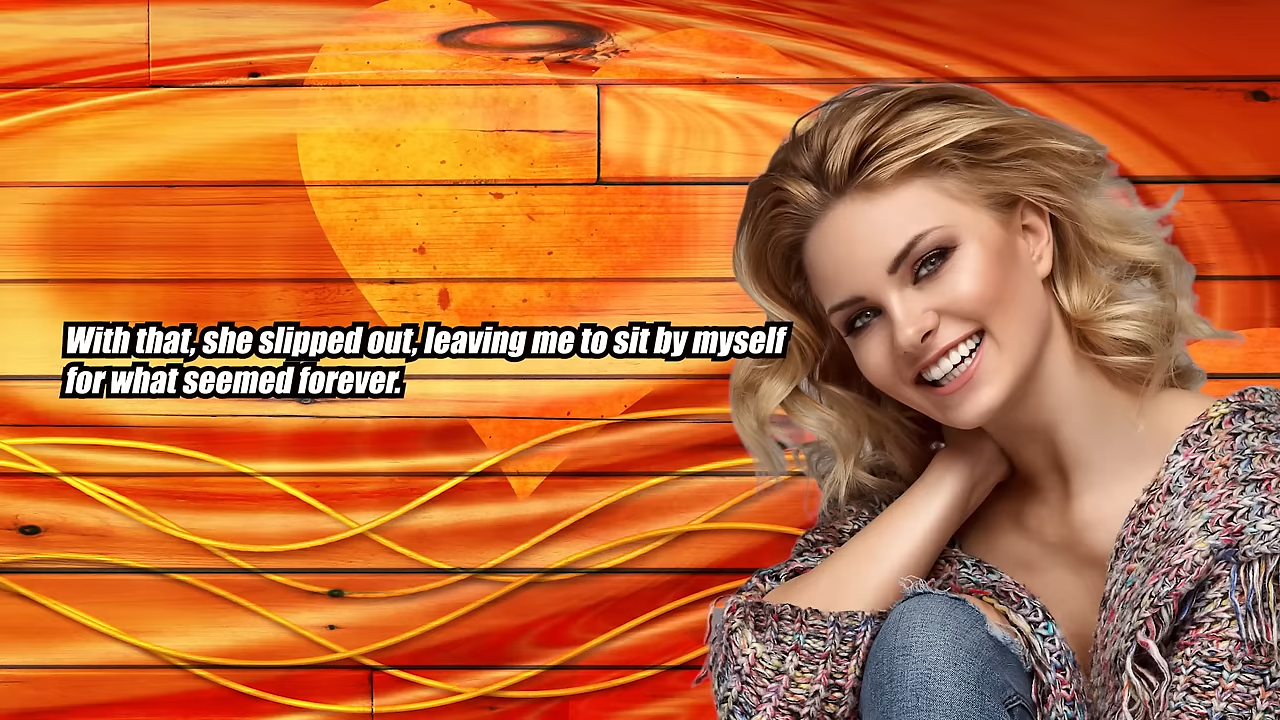 With that, she slipped out, leaving me to sit by myself
for what seemed forever.